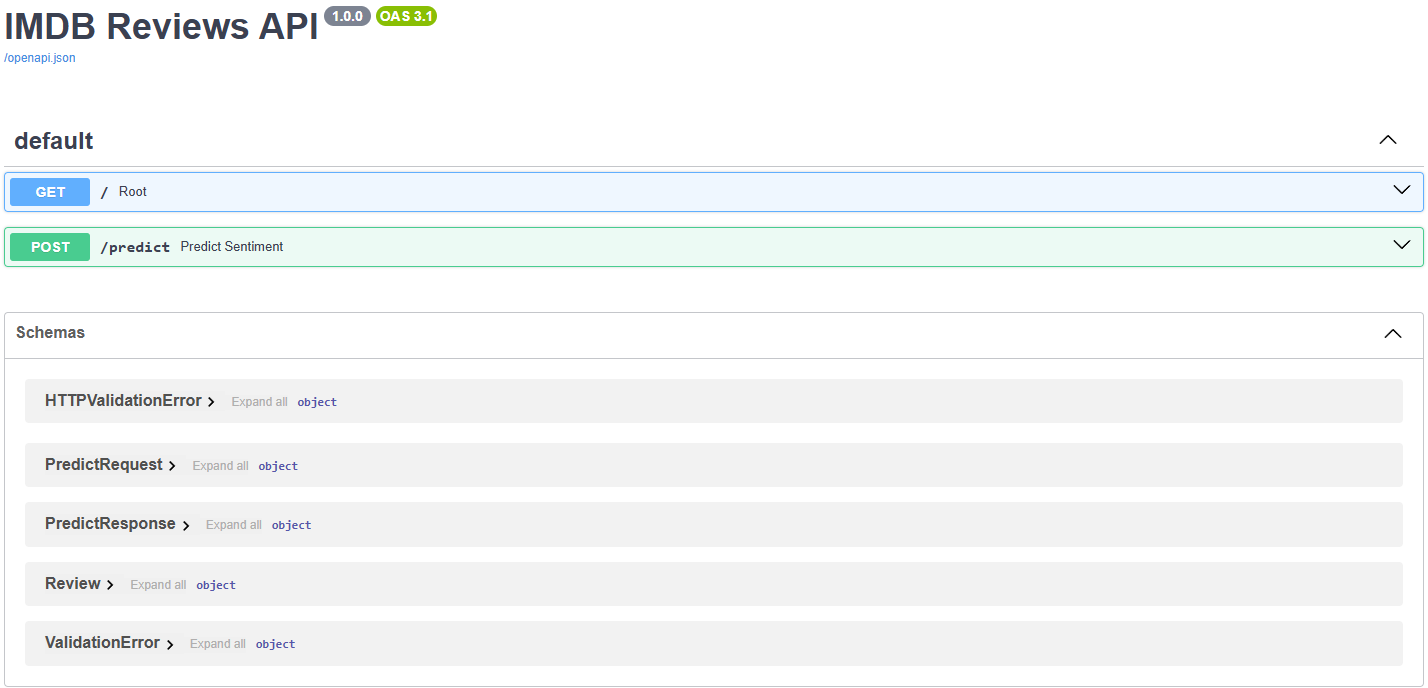 IMDB Reviews API 1.0.0 OAS 3.1
/openapi.json
default
GET / Root
POST /predict Predict Sentiment
Schemas
HTTPValidationError Expand all object
PredictRequest Expand all object
PredictResponse Expand all object
Review Expand all object
ValidationError Expand all object